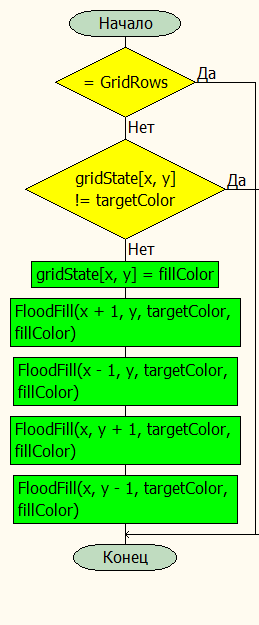 Начало
= GridRows
Да
Нет
gridState[x, y]
!= targetColor
Да
Нет
gridState[x, y] = fillColor
FloodFill(x + 1, y, targetColor,
fillColor)
FloodFill(x - 1, y, targetColor,
fillColor)
FloodFill(x, y + 1, targetColor,
fillColor)
FloodFill(x, y - 1, targetColor,
fillColor)
Конец